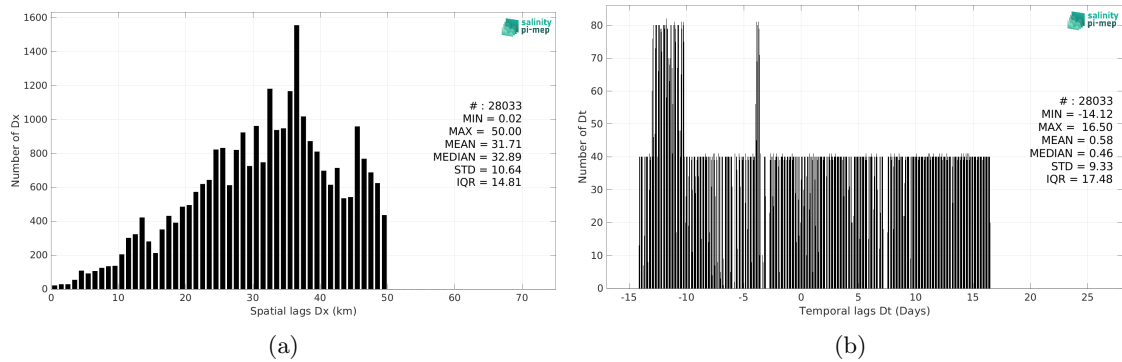 1600
1400
1200
1000
800
600
400
200
0
Number of Dx
0 10 20 30 40 50 60 70
Spatial lags Dx (km)
salinity
pi-mep
# : 28033
MIN = 0.02
MAX = 50.00
MEAN = 31.71
MEDIAN = 32.89
STD = 10.64
IQR = 14.81
(a)
80
70
60
50
40
30
20
10
0
Number of Dt
-15 -10 -5 0 5 10 15 20 25
Temporal lags Dt (Days)
salinity
pi-mep
# : 28033
MIN = -14.12
MAX = 16.50
MEAN = 0.58
MEDIAN = 0.46
STD = 9.33
IQR = 17.48
(b)